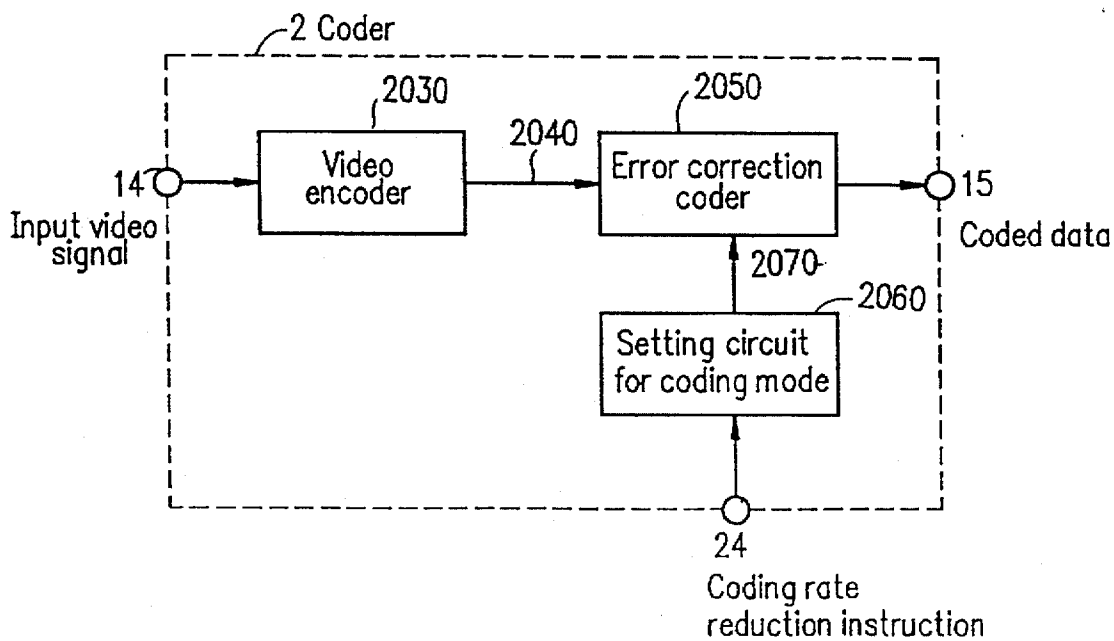 2 Coder
2030
2050
2040
Video
encoder
Error correction
coder
14
Input video
signal
15
Coded data
2070
2060
Setting circuit
for coding mode
24
Coding rate
reduction instruction